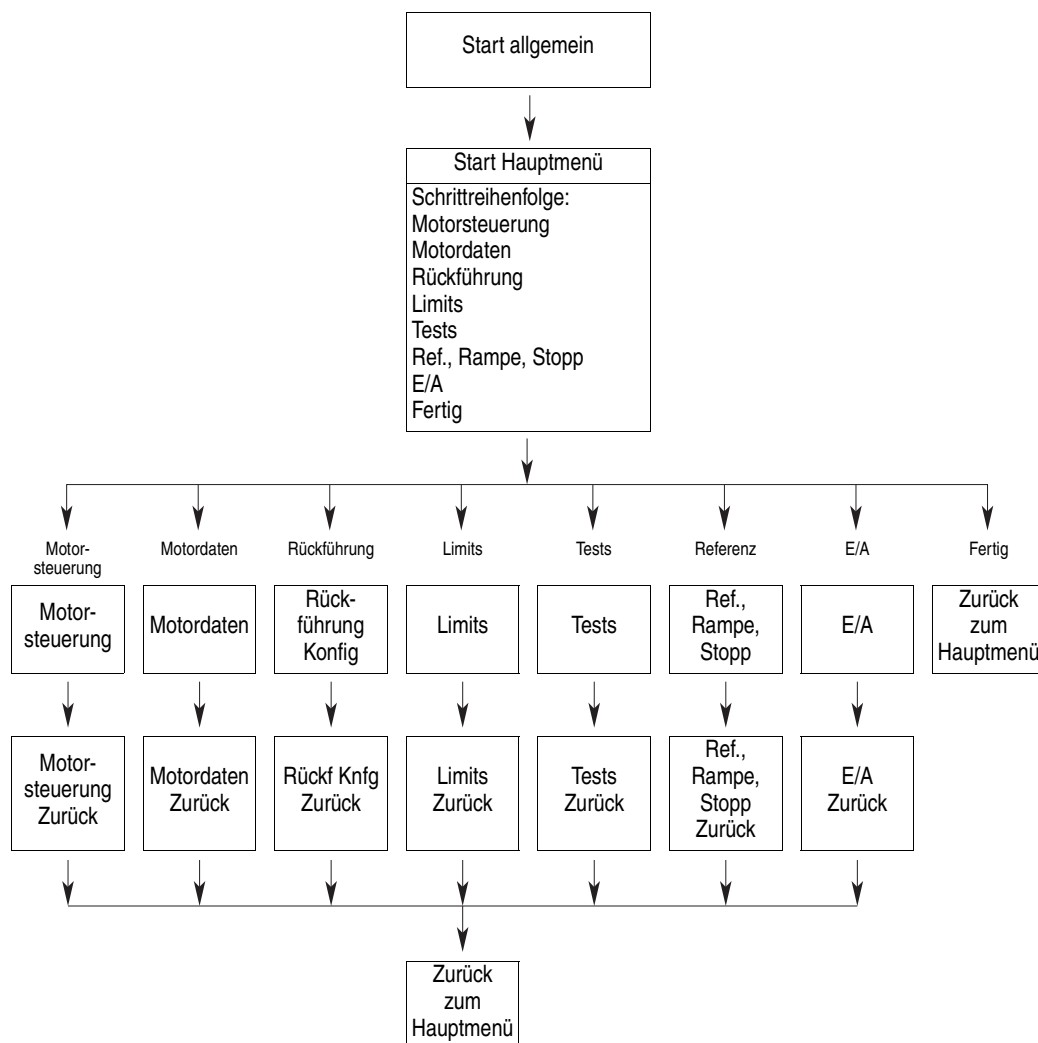 Start allgemein
Start Hauptmenü
Schrittreihenfolge:
Motorsteuerung
Motordaten
Rückführung
Limits
Tests
Ref., Rampe, Stopp
E/A
Fertig
Motor-
steuerung
Motordaten
Rückführung
Limits
Tests
Referenz
E/A
Fertig
Motor-
steuerung
Motordaten
Rück-
führung
Konfig
Limits
Tests
Ref.,
Rampe,
Stopp
E/A
Zurück
zum
Hauptmenü
Motor-
steuerung
Zurück
Motordaten
Zurück
Rückf Knfg
Zurück
Limits
Zurück
Tests
Zurück
Ref.,
Rampe,
Stopp
Zurück
E/A
Zurück
Zurück
zum
Hauptmenü